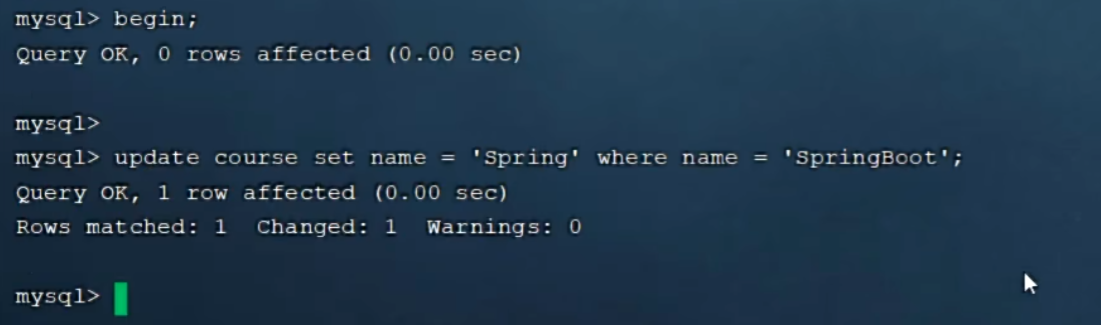 mysql> begin;
Query OK, 0 rows affected (0.00 sec)
mysql>
mysql> update course set name = 'Spring' where name = 'SpringBoot';
Query OK, 1 row affected (0.00 sec)
Rows matched: 1  Changed: 1  Warnings: 0
mysql>